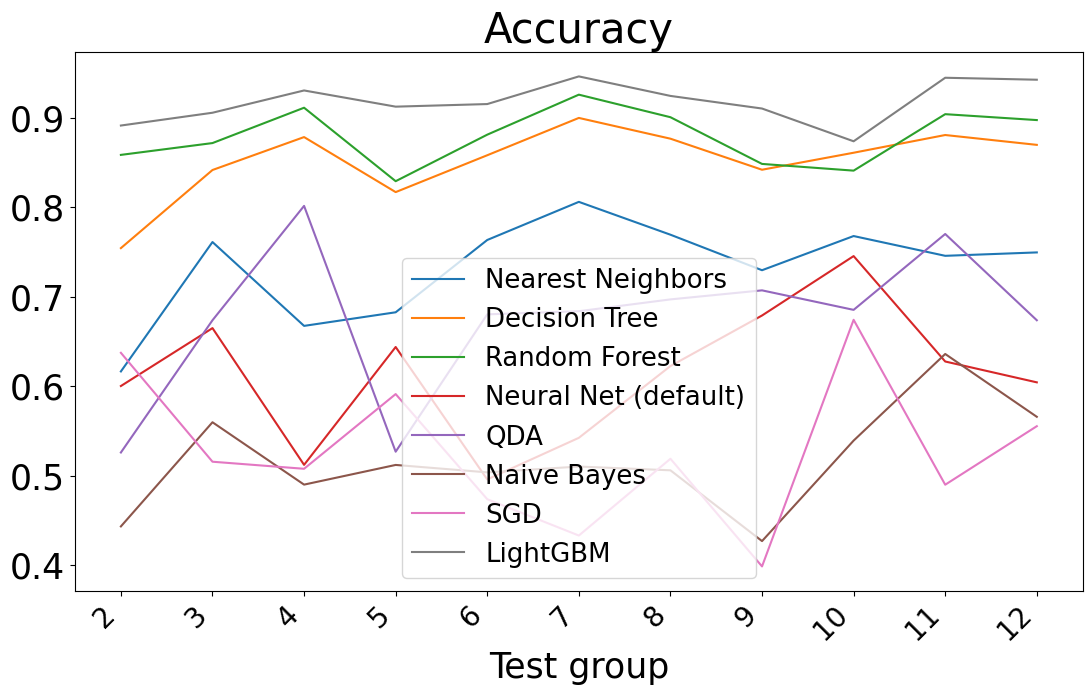 Accuracy
0.9
0.8
0.7
0.6
0.5
0.4
Nearest Neighbors
Decision Tree
Random Forest
Neural Net (default)
QDA
Naive Bayes
SGD
LightGBM
2 3 4 5 6 7 8 9 10 11 12
Test group